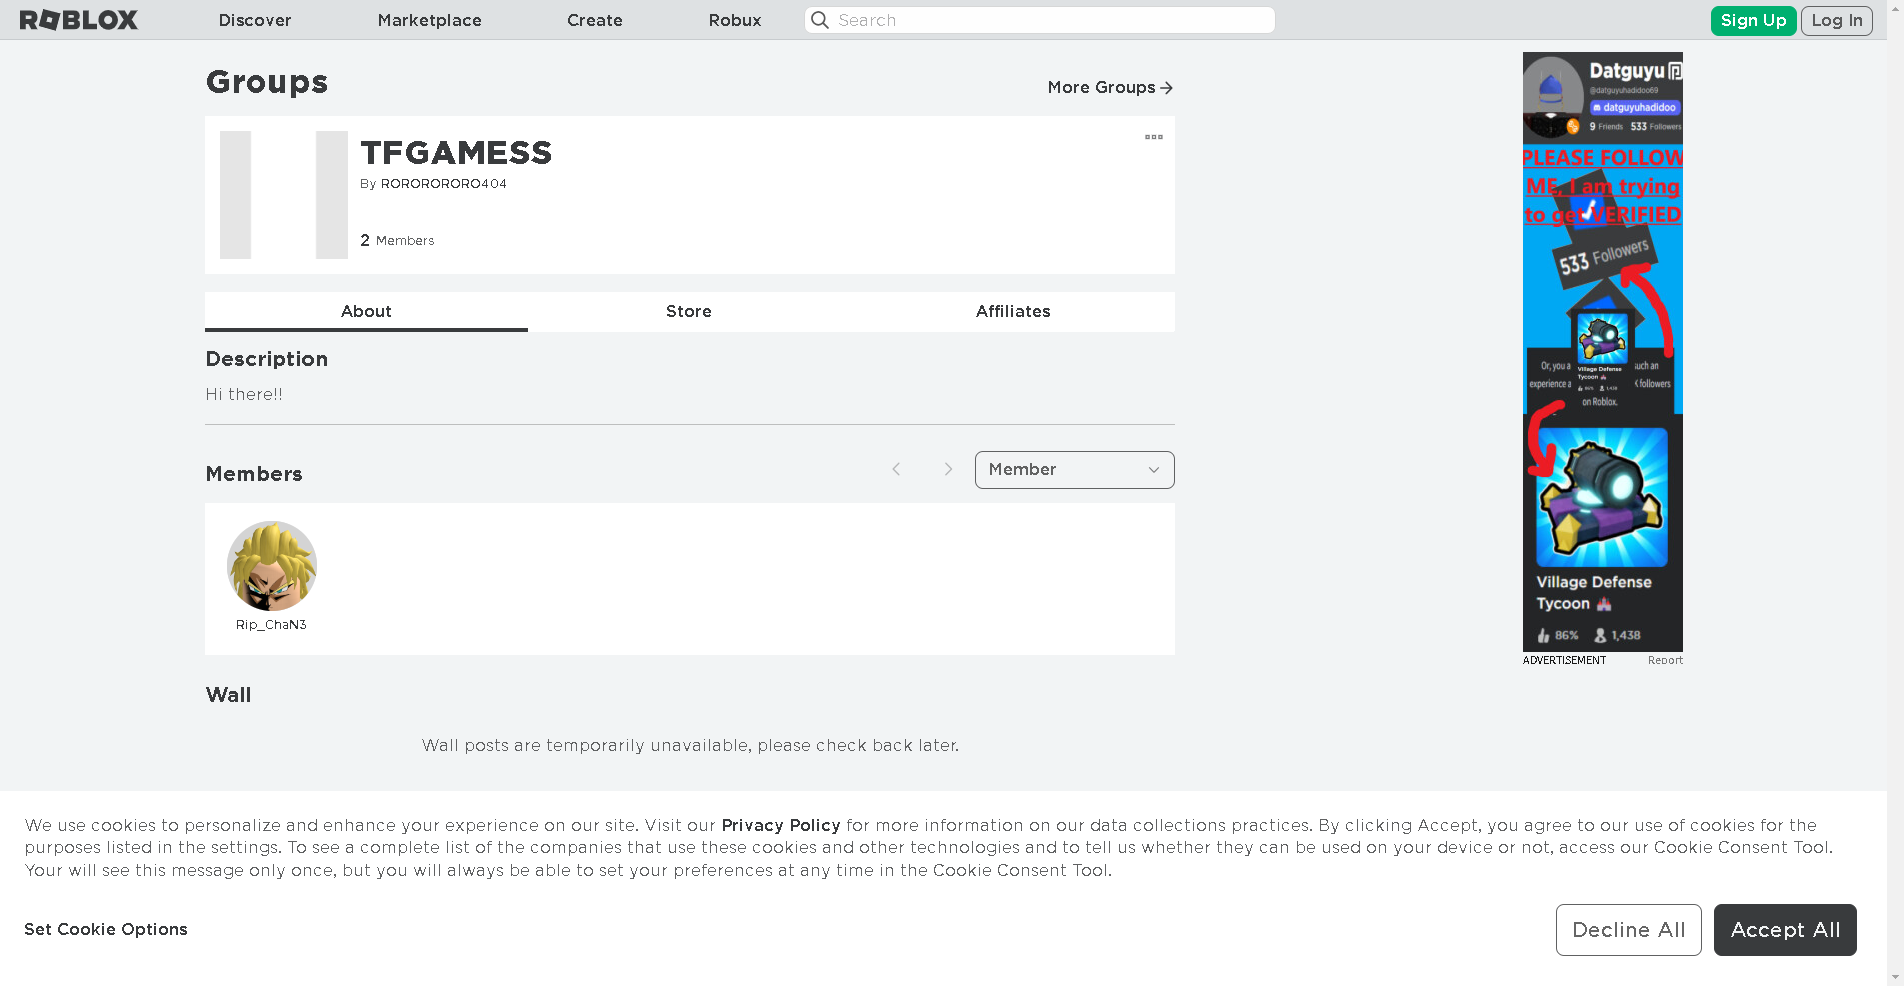 ROBLOX
Discover
Marketplace
Create
Robux
Search
Sign Up
Log In
Groups
More Groups
TFGAMESS
By RORORORORO404
2 Members
About
Store
Affiliates
Description
Hi there!!
Members
Member
Rip_ChaN3
Wall
Wall posts are temporarily unavailable, please check back later.
Datguyu
@datguyuhadidoo69
datguyuhadidoo
9 Friends 533 Followers
PLEASE FOLLOW
ME, I am trying
to get VERIFIED
533 Followers
Or, you a
such an
experience a
K followers
on Roblox.
Village Defense
Tycoon
86% 1,438
Village Defense
Tycoon
86% 1,438
ADVERTISEMENT
Report
We use cookies to personalize and enhance your experience on our site. Visit our Privacy Policy for more information on our data collections practices. By clicking Accept, you agree to our use of cookies for the
purposes listed in the settings. To see a complete list of the companies that use these cookies and other technologies and to tell us whether they can be used on your device or not, access our Cookie Consent Tool.
Your will see this message only once, but you will always be able to set your preferences at any time in the Cookie Consent Tool.
Set Cookie Options
Decline All
Accept All